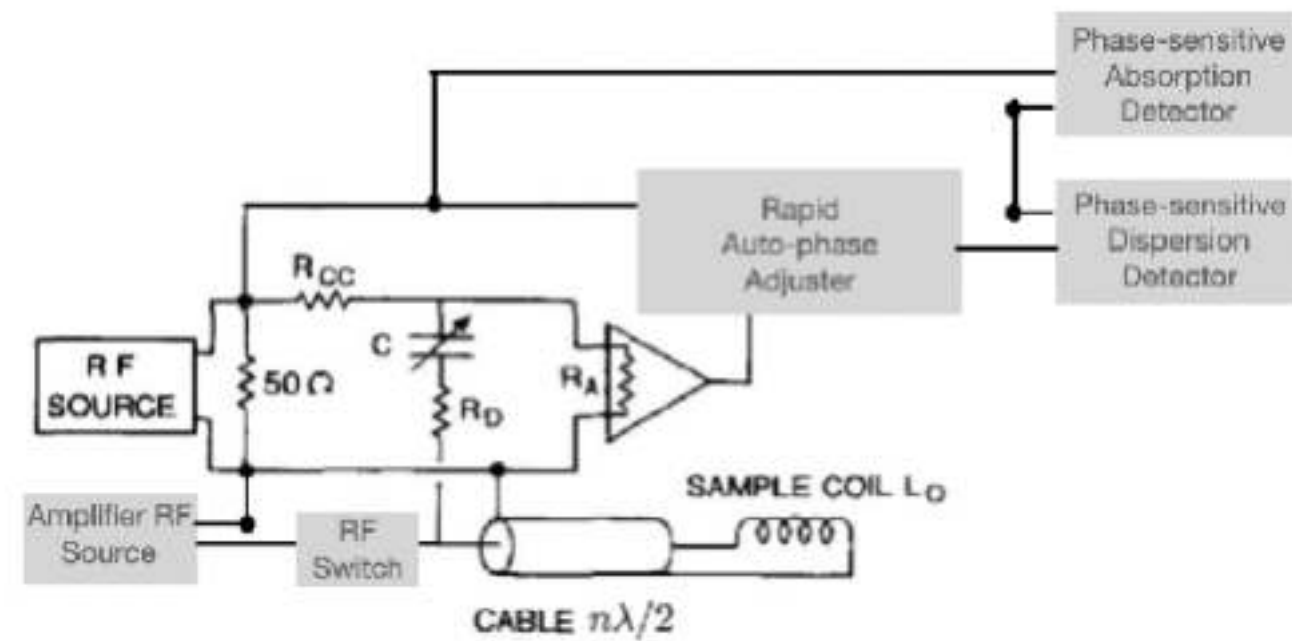 Phase-sensitive
Absorption
Detector
Rapid
Auto-phase
Adjuster
Phase-sensitive
Dispersion
Detector
R_CC
R F
SOURCE
50 Ω
C
R_D
R_A
Amplifier RF
Source
RF
Switch
SAMPLE COIL L_O
CABLE nλ/2